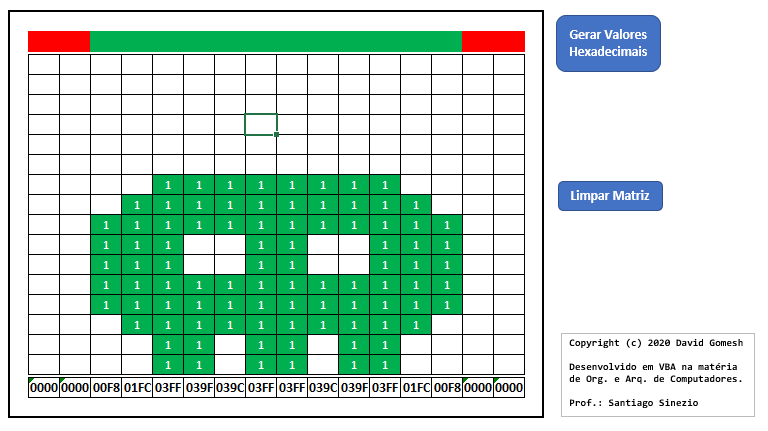 Gerar Valores
Hexadecimais
1 1 1 1 1 1 1 1
Limpar Matriz
1 1 1 1 1 1 1 1 1 1
1 1 1 1 1 1 1 1 1 1 1 1
1 1 1 1 1 1 1 1
1 1 1 1 1 1 1 1
1 1 1 1 1 1 1 1 1 1 1 1
1 1 1 1 1 1 1 1 1 1 1 1
1 1 1 1 1 1 1 1 1 1
1 1 1 1 1 1
1 1 1 1 1 1
0000 0000 00F8 01FC 03FF 039F 039C 03FF 03FF 039C 039F 03FF 01FC 00F8 0000 0000
Copyright (c) 2020 David Gomesh
Desenvolvido em VBA na matéria
de Org. e Arq. de Computadores.
Prof.: Santiago Sinezio